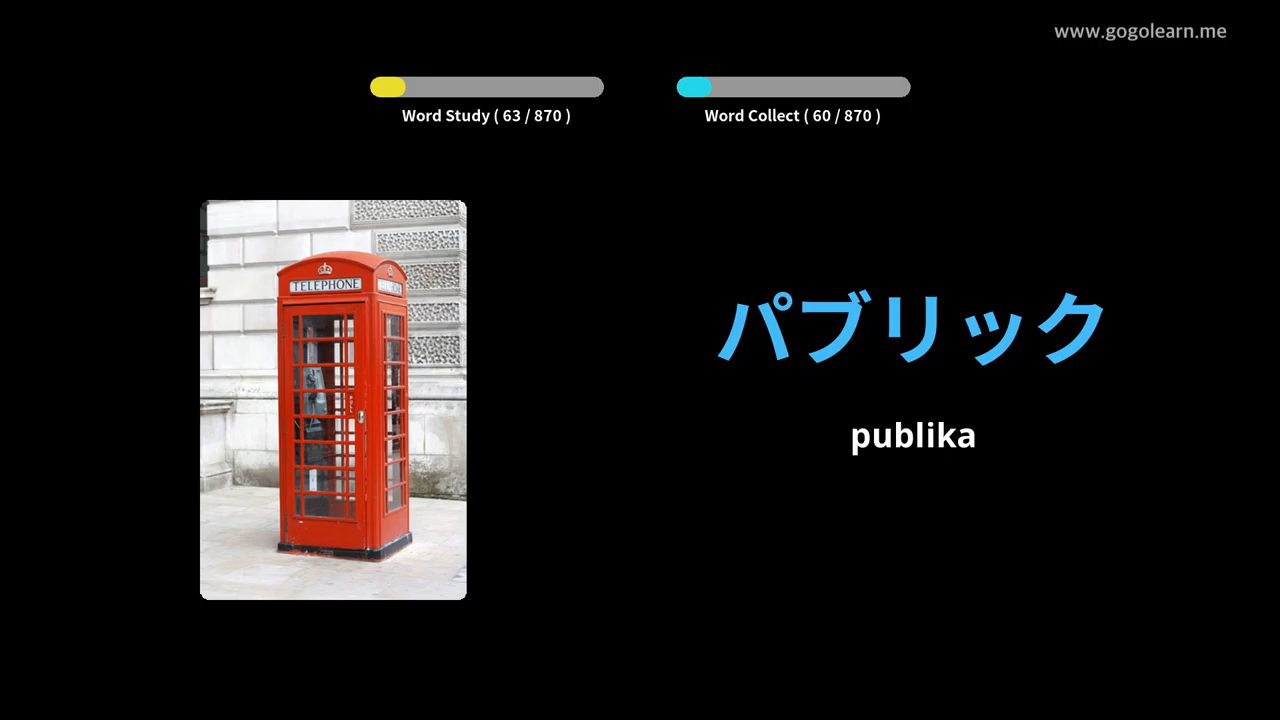 www.gogolearn.me
Word Study ( 63 / 870 )
Word Collect ( 60 / 870 )
TELEPHONE
パブリック
publika